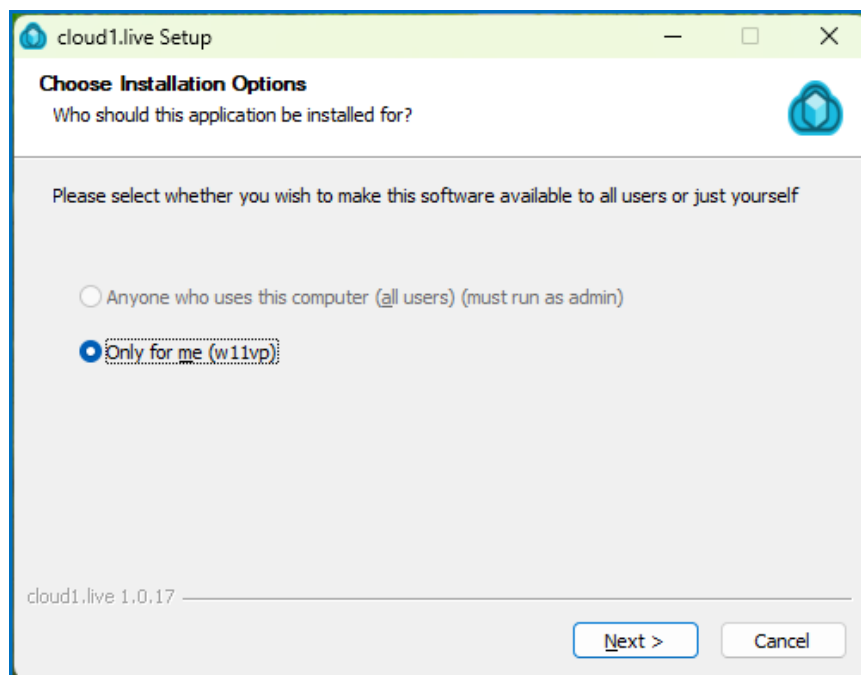 cloud1.live Setup
Choose Installation Options
Who should this application be installed for?
Please select whether you wish to make this software available to all users or just yourself
Anyone who uses this computer (all users) (must run as admin)
Only for me (w11vp)
cloud1.live 1.0.17
Next >
Cancel